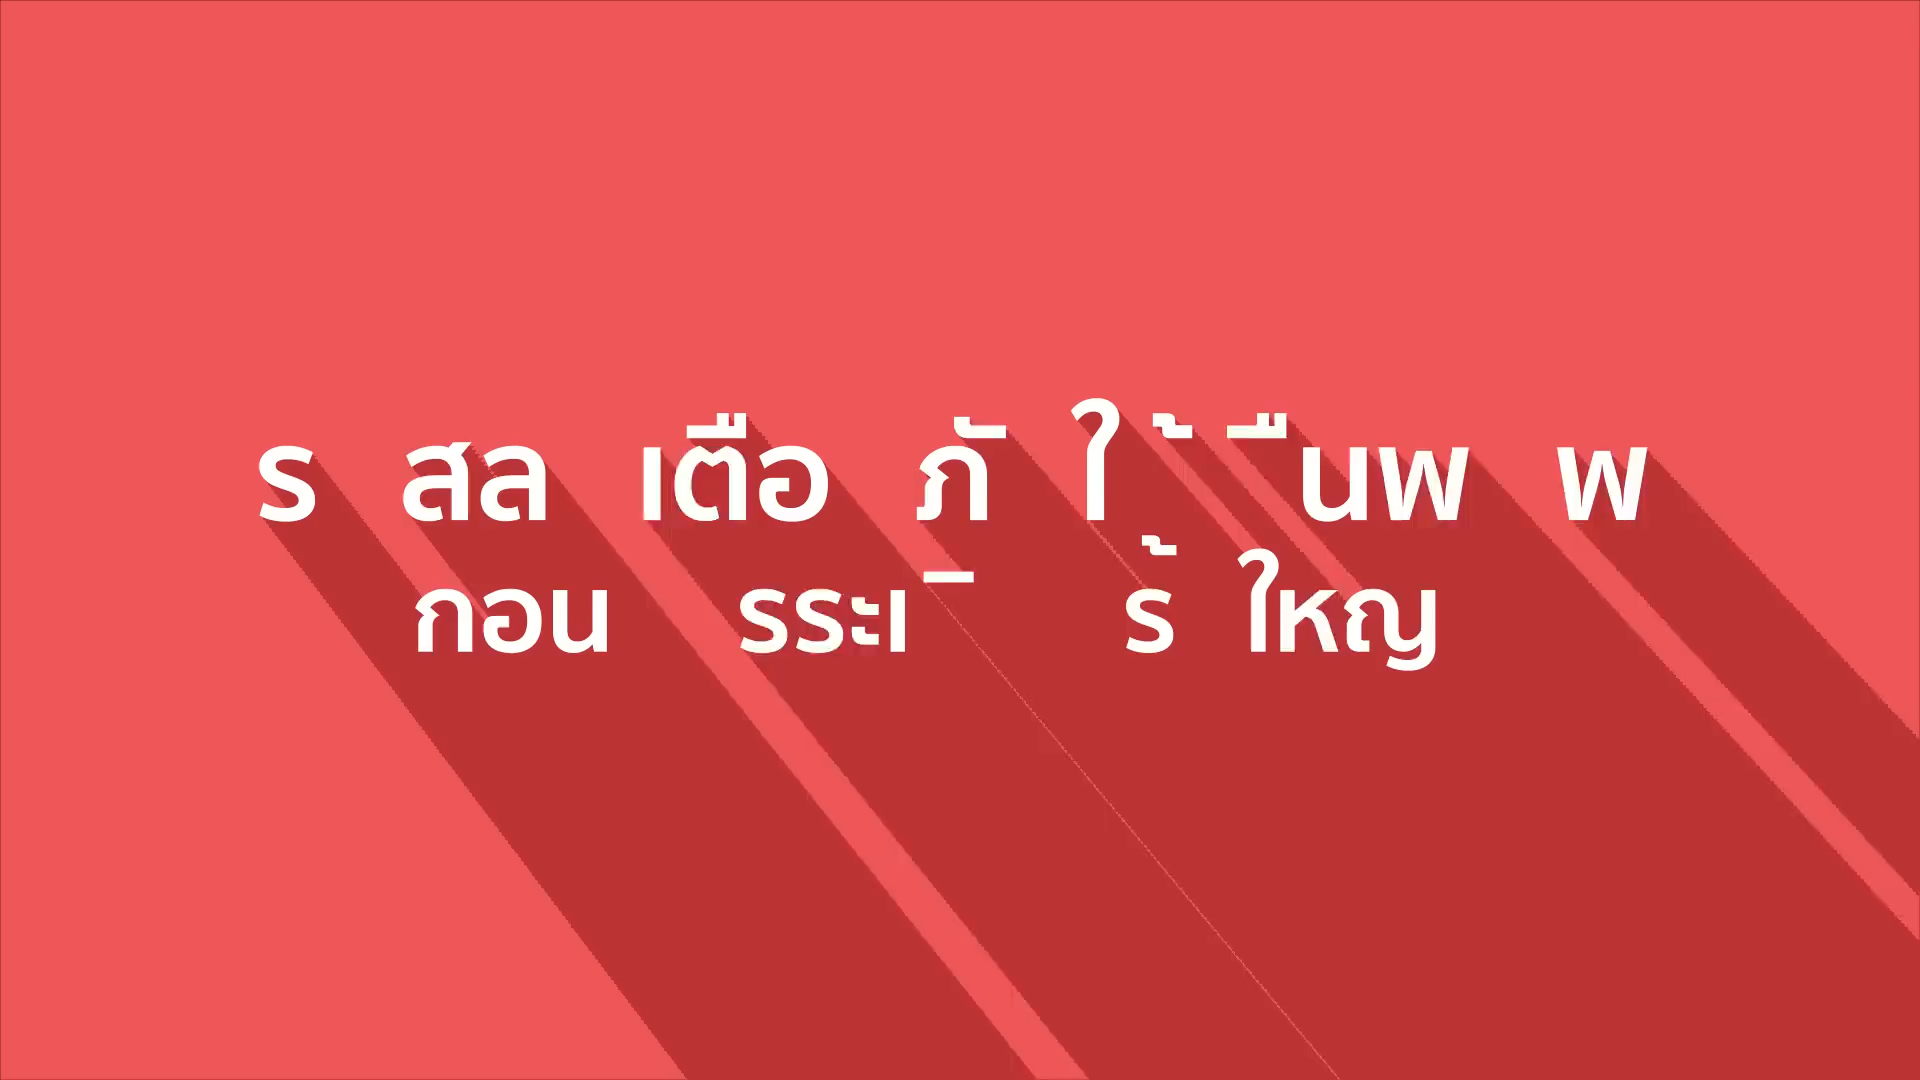 ร สล เตือ ภั ใ ้ ืนพ พ
กอน รระเ ิ ร้ ใหญ